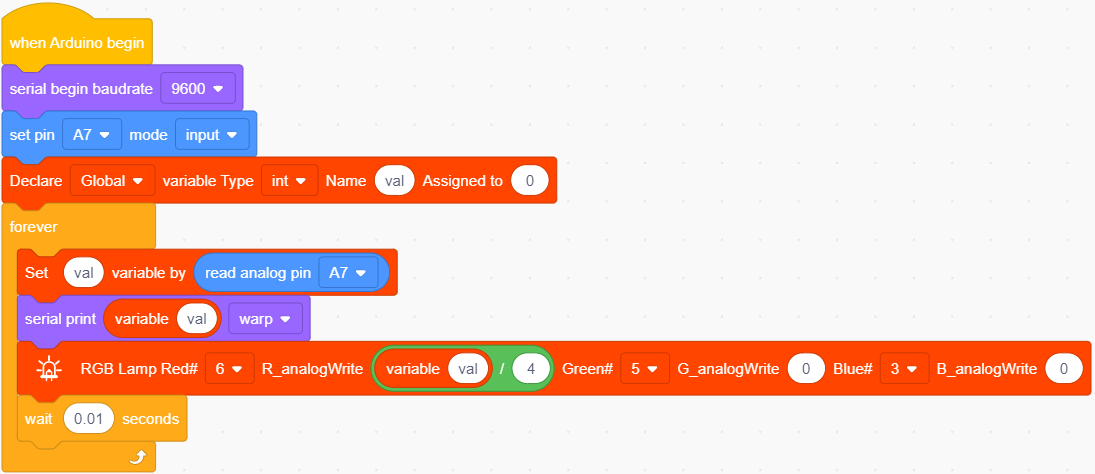 when Arduino begin
serial begin baudrate 9600
set pin A7 mode input
Declare Global variable Type int Name val Assigned to 0
forever
Set val variable by read analog pin A7
serial print variable val warp
RGB Lamp Red# 6 R_analogWrite variable val / 4 Green# 5 G_analogWrite 0 Blue# 3 B_analogWrite 0
wait 0.01 seconds